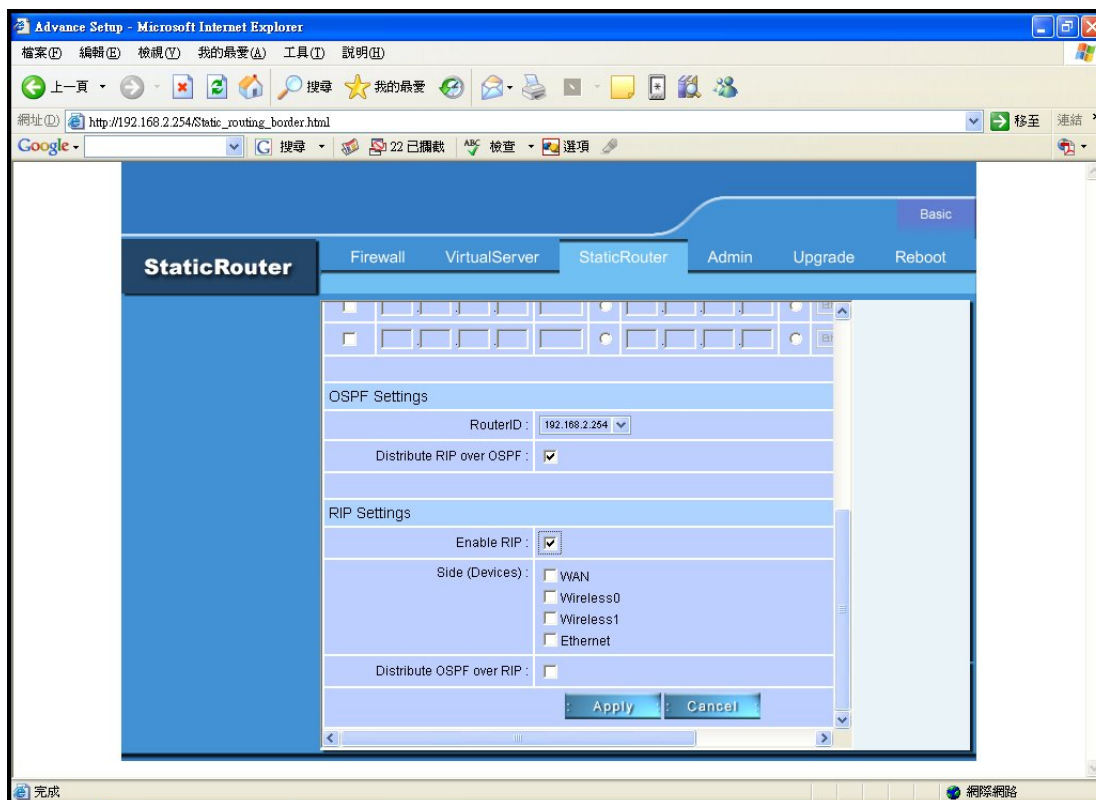 Advance Setup - Microsoft Internet Explorer
檔案(F) 編輯(E) 檢視(V) 我的最愛(A) 工具(T) 說明(H)
上一頁 搜尋 我的最愛
網址(D) http://192.168.2.254/Static_routing_border.html 移至 連結 »
Google G 搜尋 22 已攔截 ABC 檢查 選項
Basic
StaticRouter
Firewall VirtualServer StaticRouter Admin Upgrade Reboot
OSPF Settings
RouterID : 192.168.2.254
Distribute RIP over OSPF :
RIP Settings
Enable RIP :
Side (Devices) : WAN
Wireless0
Wireless1
Ethernet
Distribute OSPF over RIP :
Apply Cancel
完成 網際網路